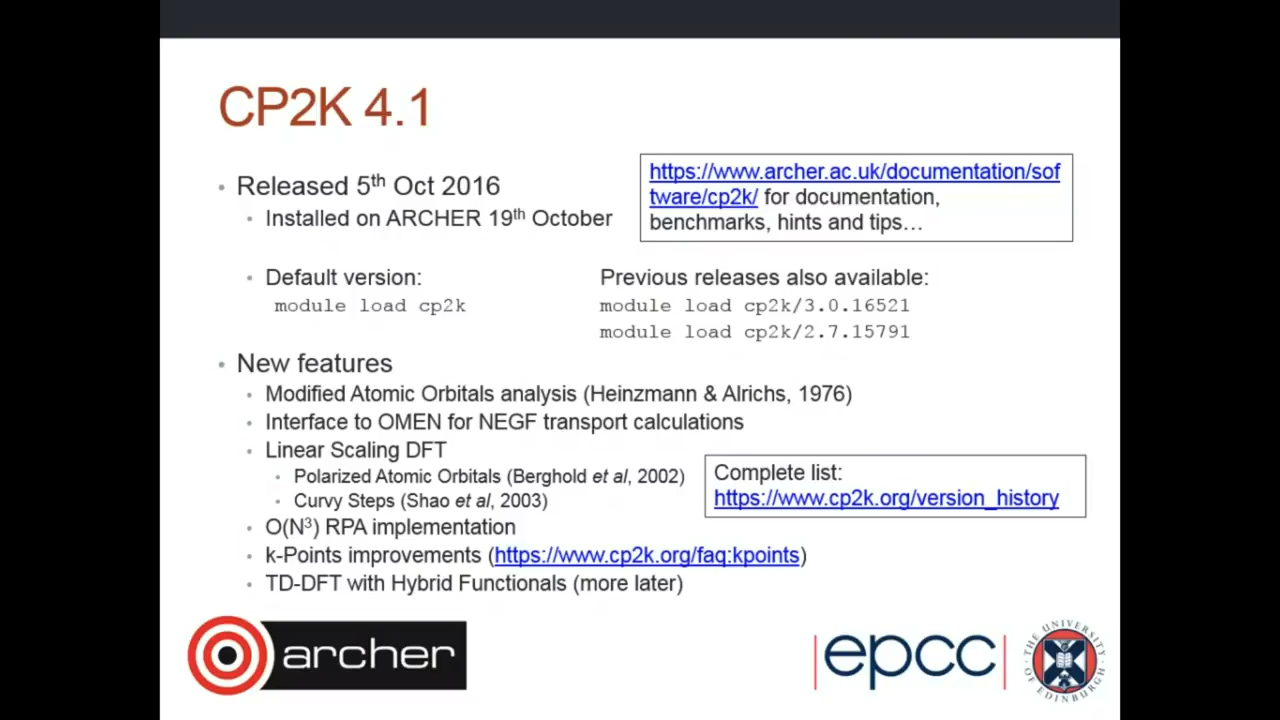 CP2K 4.1
• Released 5th Oct 2016
• Installed on ARCHER 19th October
https://www.archer.ac.uk/documentation/sof
tware/cp2k/ for documentation,
benchmarks, hints and tips…
• Default version:
module load cp2k
Previous releases also available:
module load cp2k/3.0.16521
module load cp2k/2.7.15791
• New features
• Modified Atomic Orbitals analysis (Heinzmann & Alrichs, 1976)
• Interface to OMEN for NEGF transport calculations
• Linear Scaling DFT
• Polarized Atomic Orbitals (Berghold et al, 2002)
• Curvy Steps (Shao et al, 2003)
Complete list:
https://www.cp2k.org/version_history
• O(N³) RPA implementation
• k-Points improvements (https://www.cp2k.org/faq:kpoints)
• TD-DFT with Hybrid Functionals (more later)
archer
epcc
THE UNIVERSITY
OF EDINBURGH